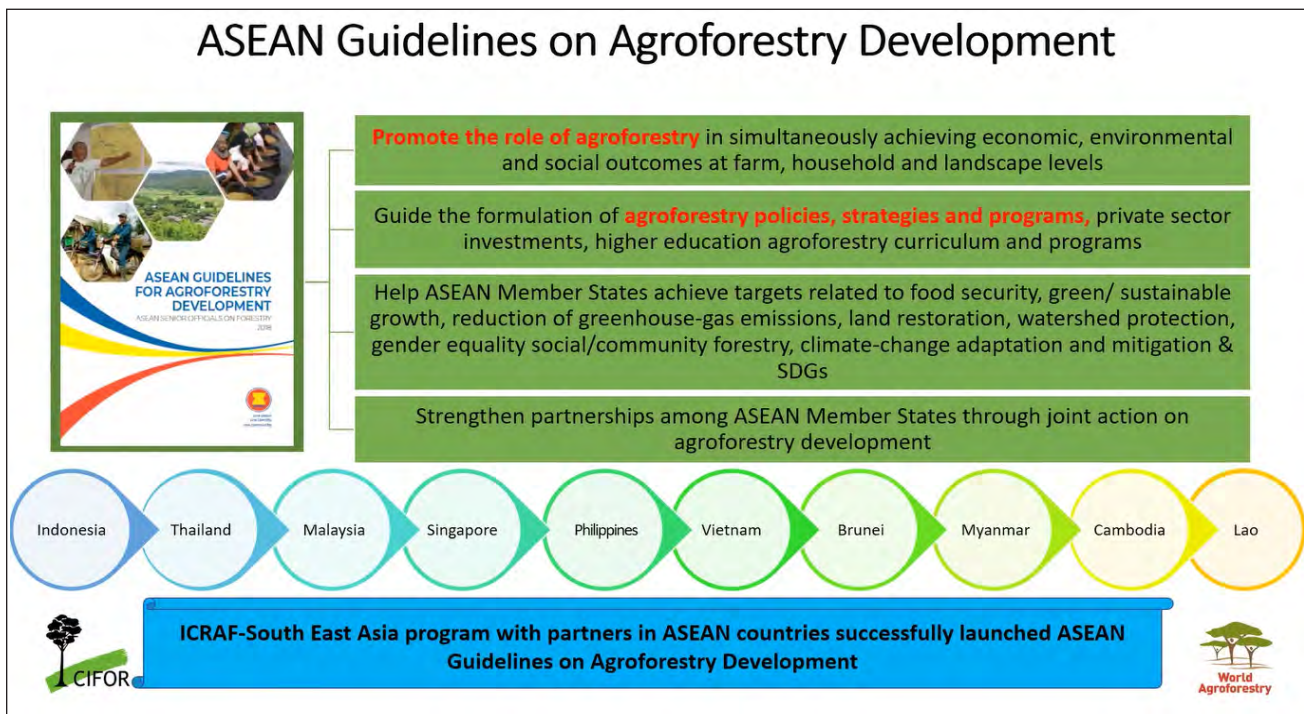 ASEAN Guidelines on Agroforestry Development
ASEAN GUIDELINES
FOR AGROFORESTRY
DEVELOPMENT
ASEAN SENIOR OFFICIALS ON FORESTRY
2018
Promote the role of agroforestry in simultaneously achieving economic, environmental
and social outcomes at farm, household and landscape levels
Guide the formulation of agroforestry policies, strategies and programs, private sector
investments, higher education agroforestry curriculum and programs
Help ASEAN Member States achieve targets related to food security, green/ sustainable
growth, reduction of greenhouse-gas emissions, land restoration, watershed protection,
gender equality social/community forestry, climate-change adaptation and mitigation &
SDGs
Strengthen partnerships among ASEAN Member States through joint action on
agroforestry development
Indonesia
Thailand
Malaysia
Singapore
Philippines
Vietnam
Brunei
Myanmar
Cambodia
Lao
ICRAF-South East Asia program with partners in ASEAN countries successfully launched ASEAN
Guidelines on Agroforestry Development
CIFOR
World
Agroforestry